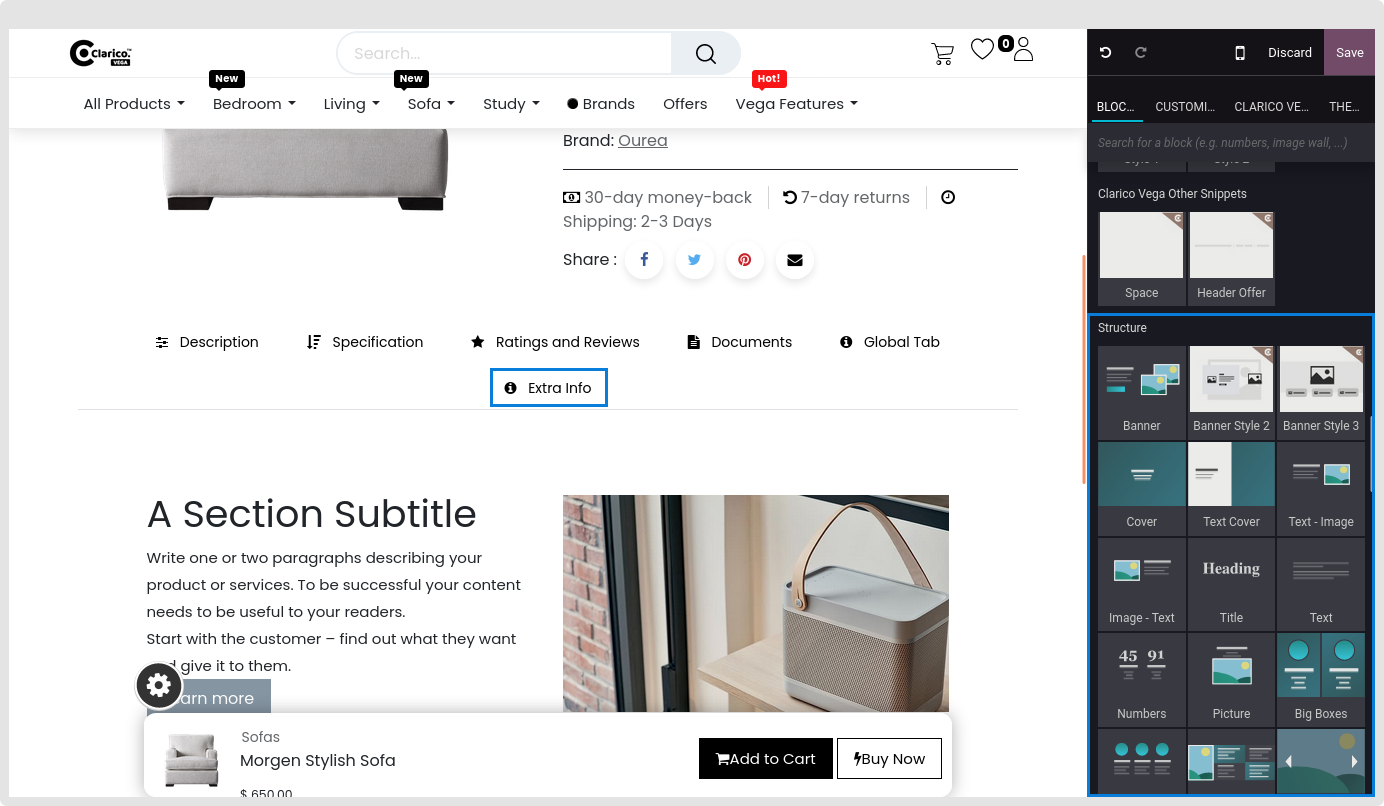 Clarico.™
VEGA
Search...
0
Discard
Save
New
New
Hot!
All Products
Bedroom
Living
Sofa
Study
Brands
Offers
Vega Features
BLOC...
CUSTOMI...
CLARICO VE...
THE...
Search for a block (e.g. numbers, image wall, ...)
Brand: Ourea
30-day money-back
7-day returns
Shipping: 2-3 Days
Share :
Description
Specification
Ratings and Reviews
Documents
Global Tab
Extra Info
A Section Subtitle
Write one or two paragraphs describing your
product or services. To be successful your content
needs to be useful to your readers.
Start with the customer – find out what they want
give it to them.
arn more
Sofas
Morgen Stylish Sofa
$ 650.00
Add to Cart
Buy Now
Clarico Vega Other Snippets
Space
Header Offer
Structure
Banner
Banner Style 2
Banner Style 3
Cover
Text Cover
Text - Image
Heading
Image - Text
Title
Text
45 91
Numbers
Picture
Big Boxes